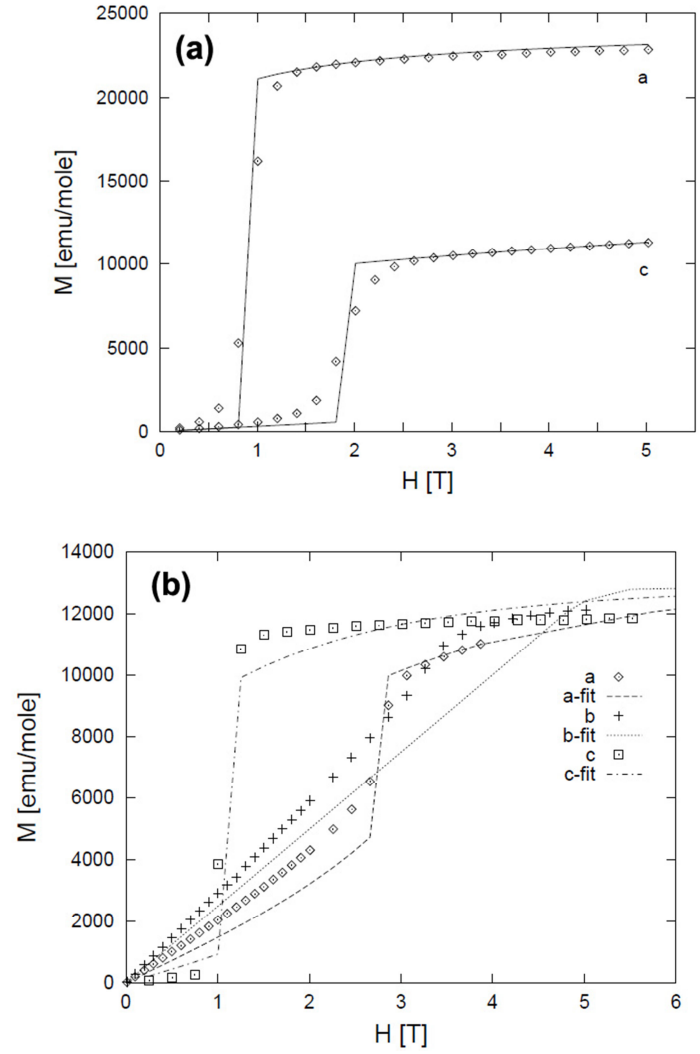 (a)
25000
20000
15000
10000
5000
0
M [emu/mole]
a
c
0 1 2 3 4 5
H [T]
(b)
14000
12000
10000
8000
6000
4000
2000
0
M [emu/mole]
a
a-fit
b
b-fit
c
c-fit
0 1 2 3 4 5 6
H [T]